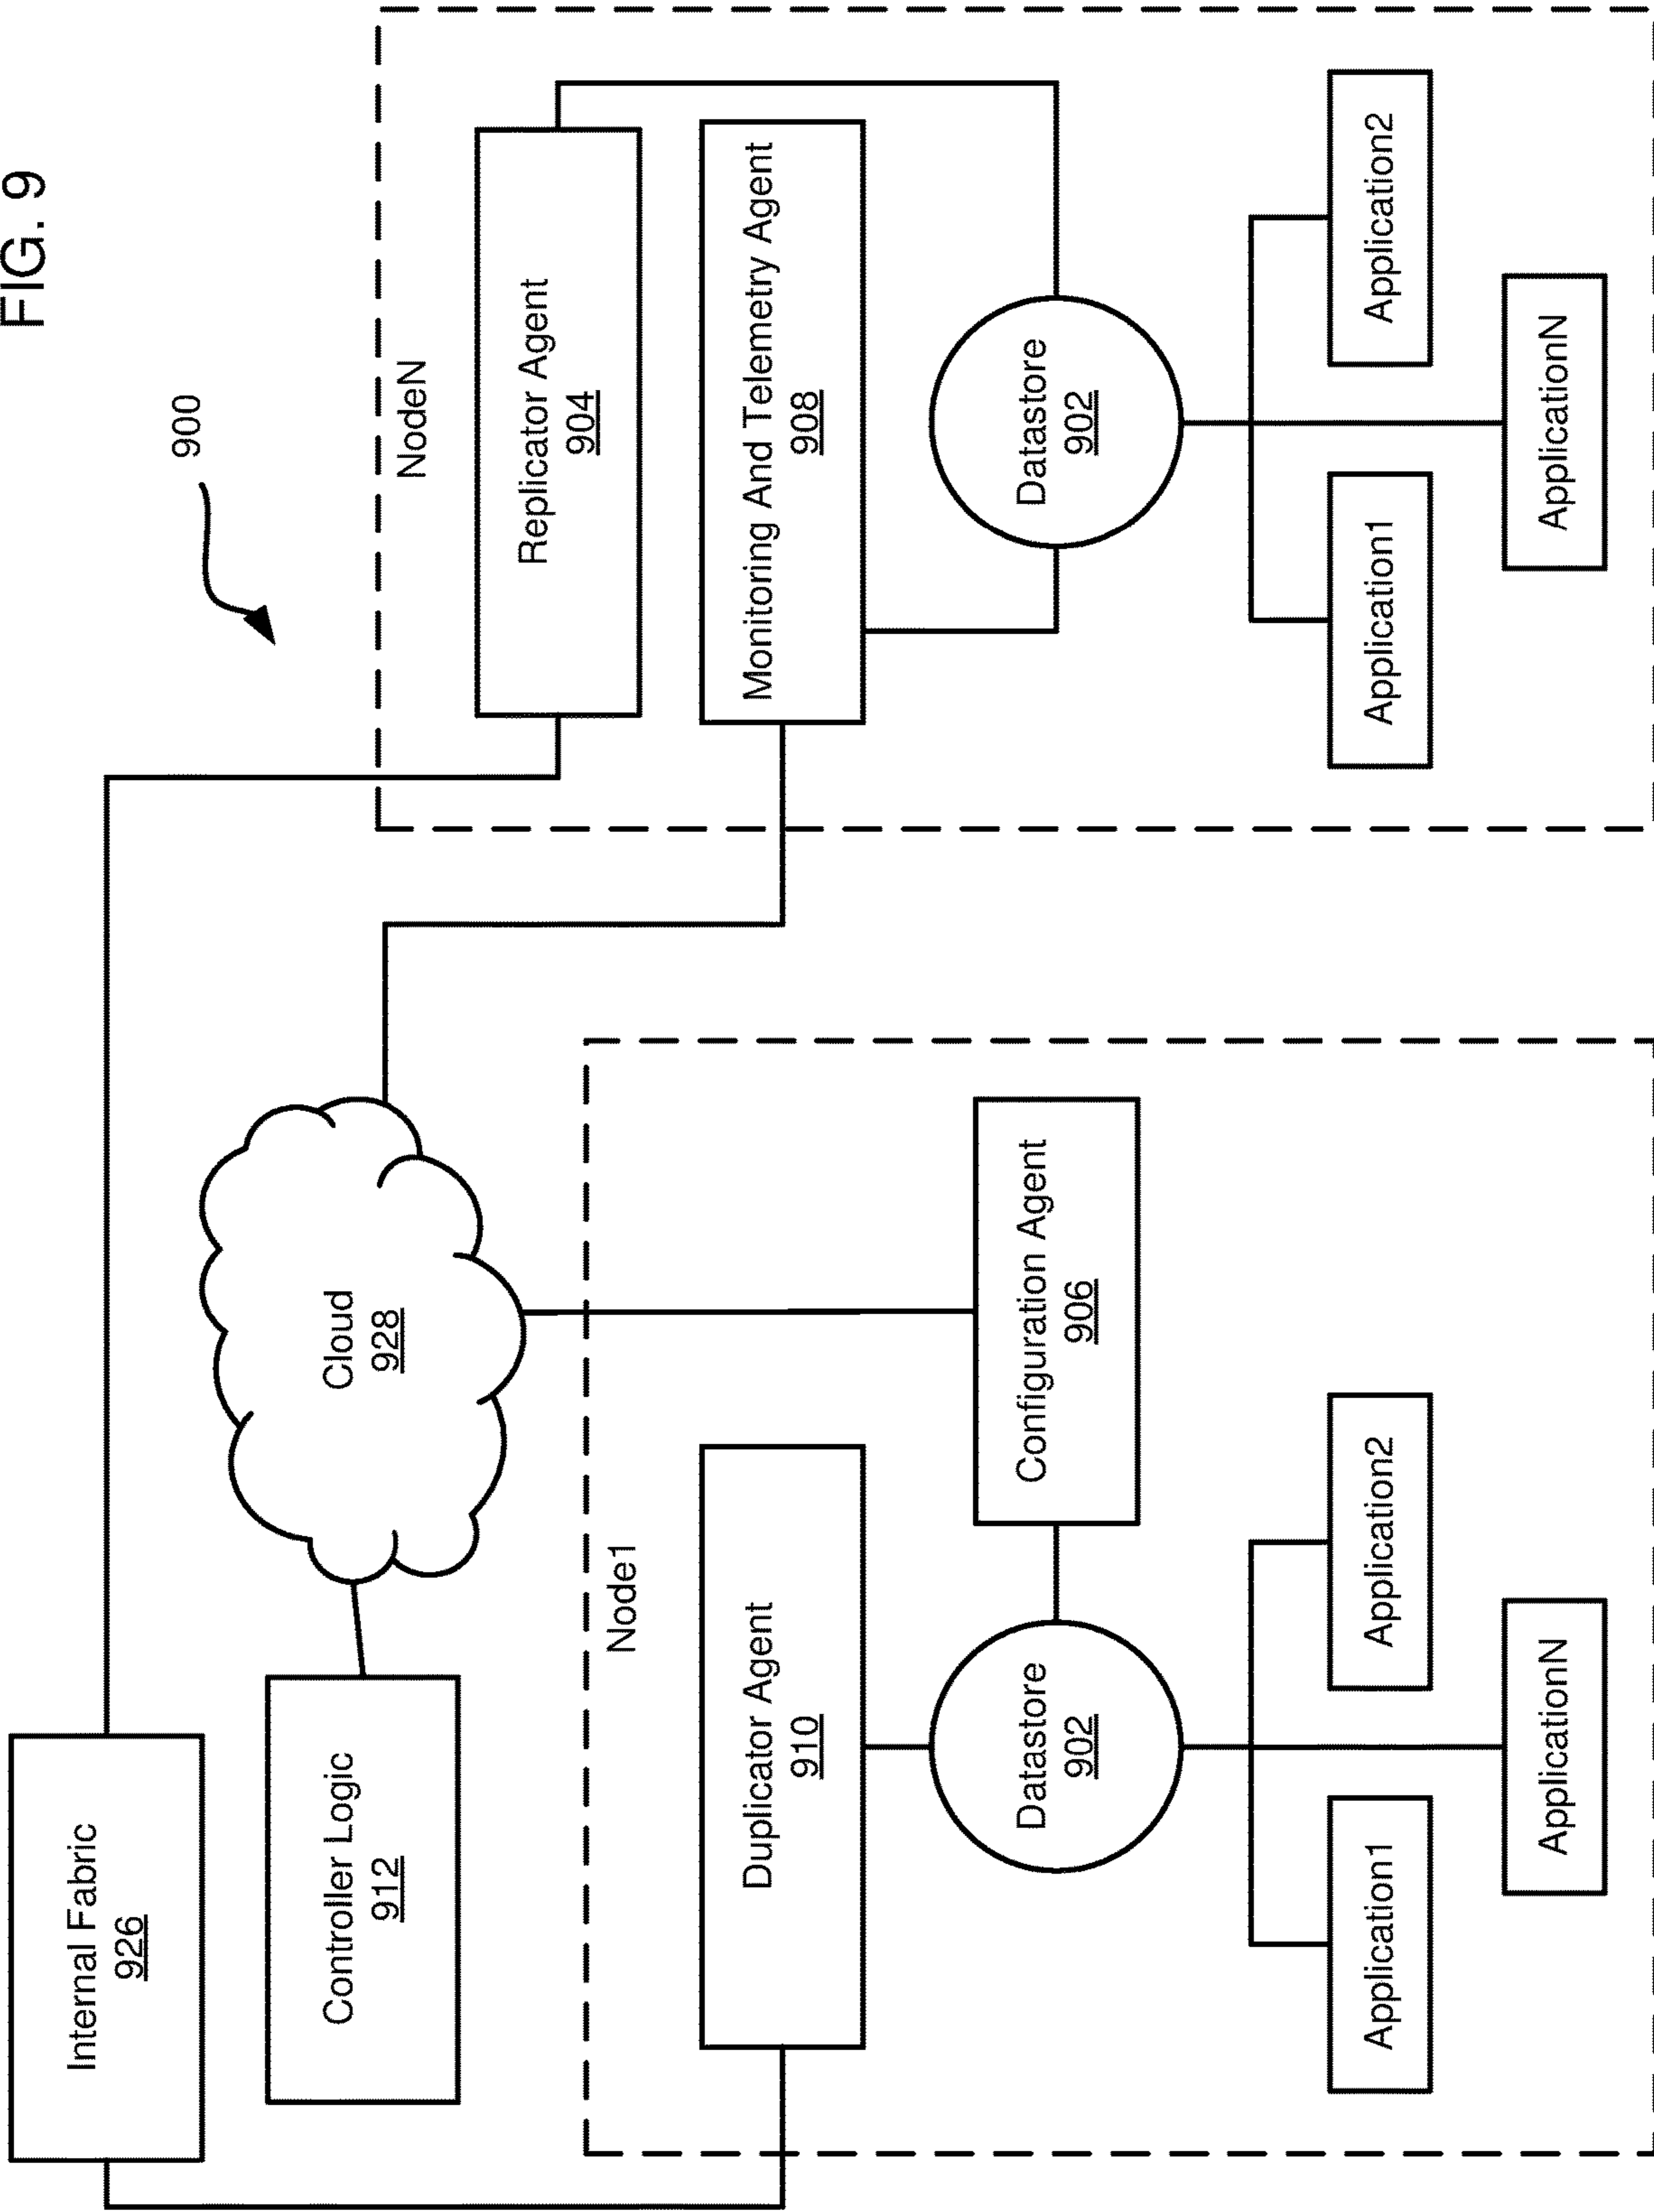 FIG. 9
900
Internal Fabric
926
Controller Logic
912
Cloud
928
Node1
Duplicator Agent
910
Configuration Agent
906
Datastore
902
Application1
Application2
ApplicationN
NodeN
Replicator Agent
904
Monitoring And Telemetry Agent
908
Datastore
902
Application1
Application2
ApplicationN